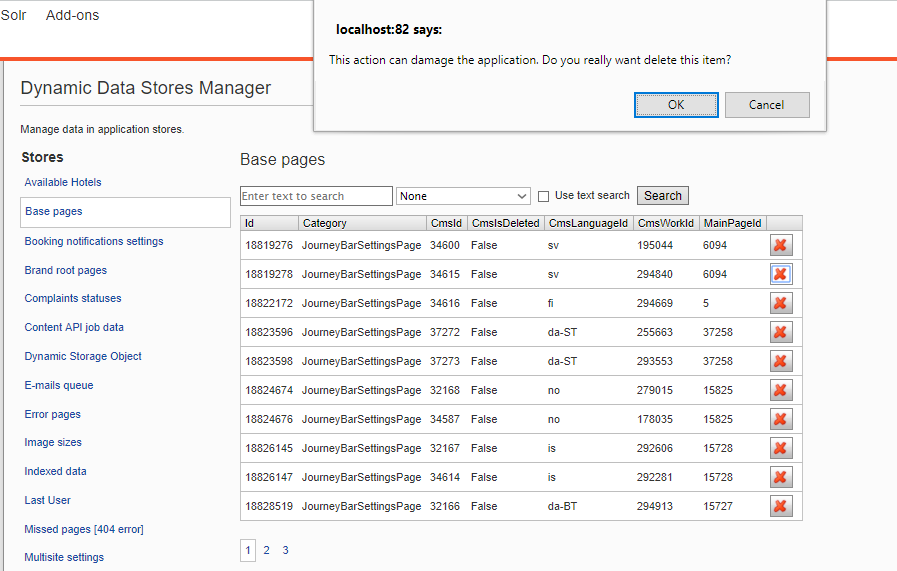 Solr Add-ons
localhost:82 says:
This action can damage the application. Do you really want delete this item?
OK Cancel
Dynamic Data Stores Manager
Manage data in application stores.
Stores
Available Hotels
Base pages
Booking notifications settings
Brand root pages
Complaints statuses
Content API job data
Dynamic Storage Object
E-mails queue
Error pages
Image sizes
Indexed data
Last User
Missed pages [404 error]
Multisite settings
Base pages
Enter text to search None Use text search Search
Id Category CmsId CmsIsDeleted CmsLanguageId CmsWorkId MainPageId
18819276 JourneyBarSettingsPage 34600 False sv 195044 6094
18819278 JourneyBarSettingsPage 34615 False sv 294840 6094
18822172 JourneyBarSettingsPage 34616 False fi 294669 5
18823596 JourneyBarSettingsPage 37272 False da-ST 255663 37258
18823598 JourneyBarSettingsPage 37273 False da-ST 293553 37258
18824674 JourneyBarSettingsPage 32168 False no 279015 15825
18824676 JourneyBarSettingsPage 34587 False no 178035 15825
18826145 JourneyBarSettingsPage 32167 False is 292606 15728
18826147 JourneyBarSettingsPage 34614 False is 292281 15728
18828519 JourneyBarSettingsPage 32166 False da-BT 294913 15727
1 2 3